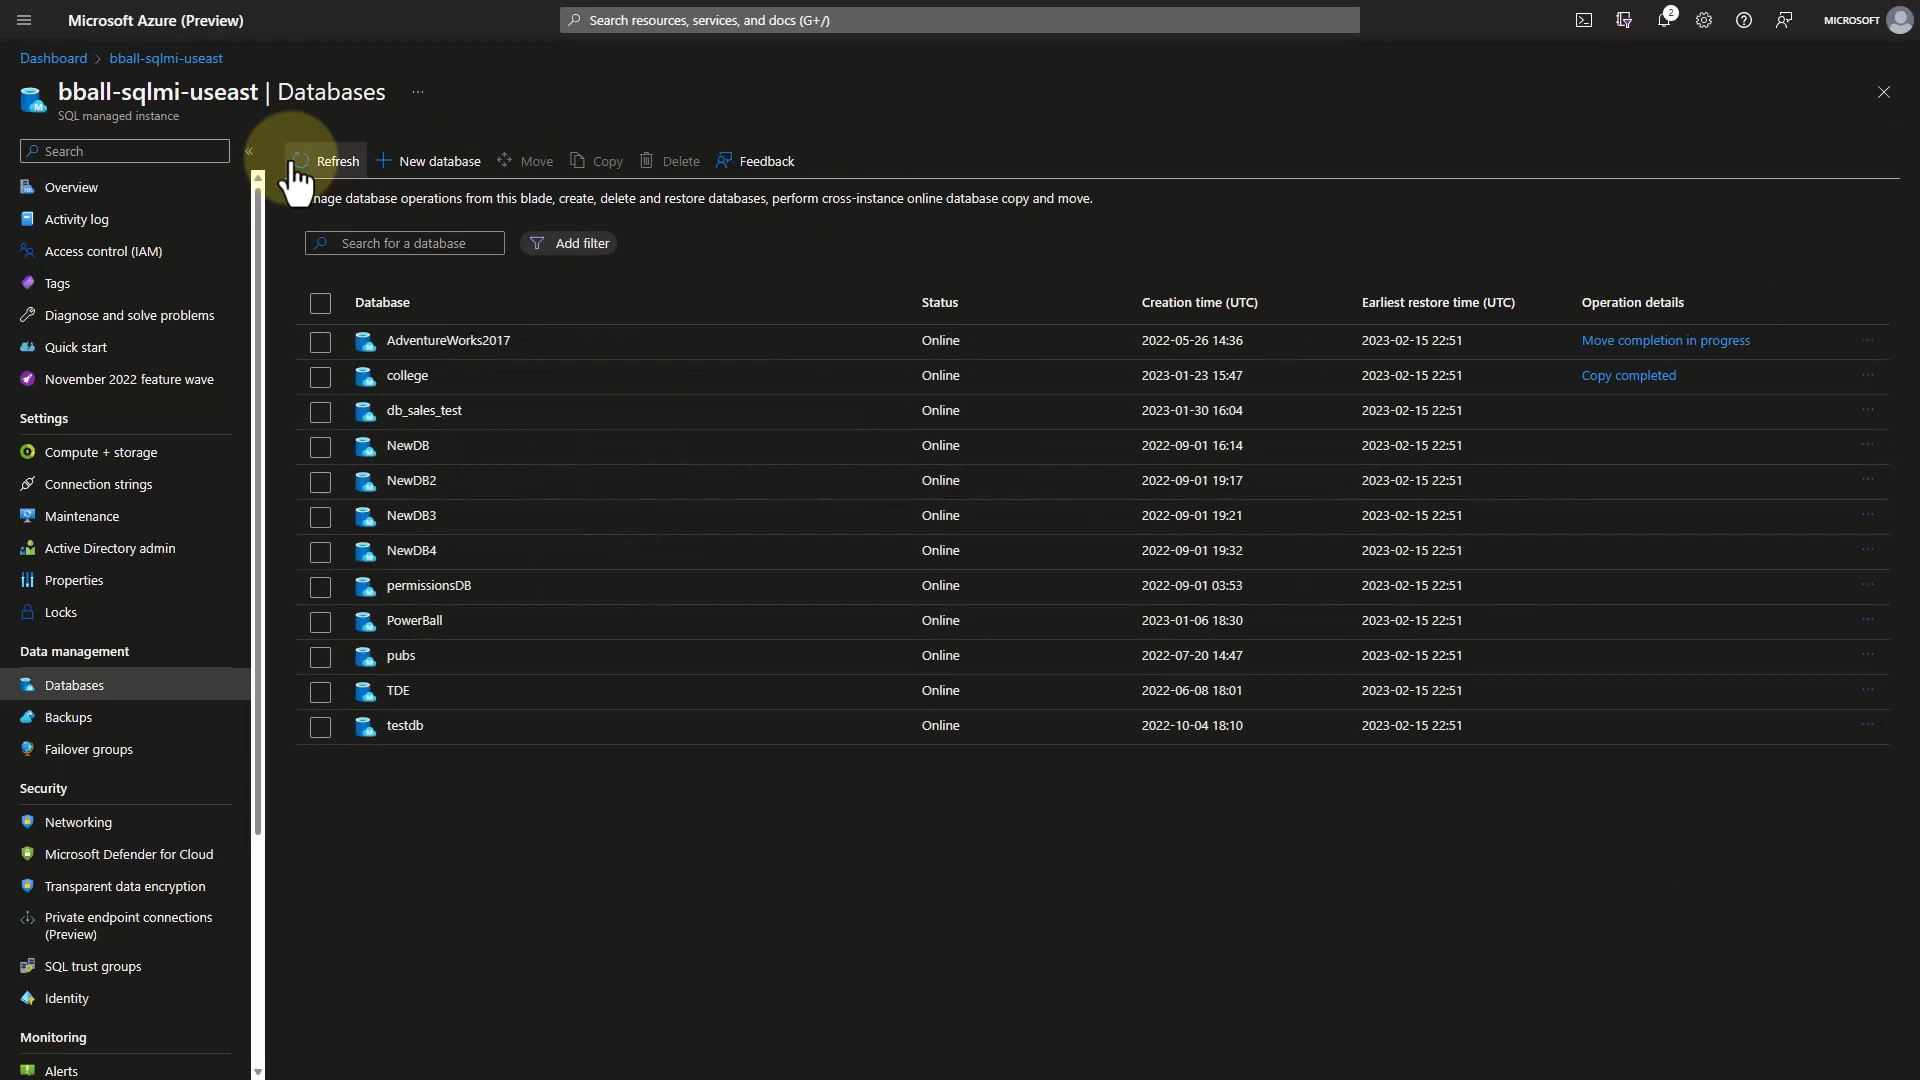 Microsoft Azure (Preview)
Search resources, services, and docs (G+/)
2
MICROSOFT
Dashboard > bball-sqlmi-useast
bball-sqlmi-useast | Databases ...
SQL managed instance
Search
«
Refresh
New database
Move
Copy
Delete
Feedback
nage database operations from this blade, create, delete and restore databases, perform cross-instance online database copy and move.
Search for a database
Add filter
Database Status Creation time (UTC) Earliest restore time (UTC) Operation details
AdventureWorks2017 Online 2022-05-26 14:36 2023-02-15 22:51 Move completion in progress ...
college Online 2023-01-23 15:47 2023-02-15 22:51 Copy completed ...
db_sales_test Online 2023-01-30 16:04 2023-02-15 22:51 ...
NewDB Online 2022-09-01 16:14 2023-02-15 22:51 ...
NewDB2 Online 2022-09-01 19:17 2023-02-15 22:51 ...
NewDB3 Online 2022-09-01 19:21 2023-02-15 22:51 ...
NewDB4 Online 2022-09-01 19:32 2023-02-15 22:51 ...
permissionsDB Online 2022-09-01 03:53 2023-02-15 22:51 ...
PowerBall Online 2023-01-06 18:30 2023-02-15 22:51 ...
pubs Online 2022-07-20 14:47 2023-02-15 22:51 ...
TDE Online 2022-06-08 18:01 2023-02-15 22:51 ...
testdb Online 2022-10-04 18:10 2023-02-15 22:51 ...
Overview
Activity log
Access control (IAM)
Tags
Diagnose and solve problems
Quick start
November 2022 feature wave
Settings
Compute + storage
Connection strings
Maintenance
Active Directory admin
Properties
Locks
Data management
Databases
Backups
Failover groups
Security
Networking
Microsoft Defender for Cloud
Transparent data encryption
Private endpoint connections
(Preview)
SQL trust groups
Identity
Monitoring
Alerts